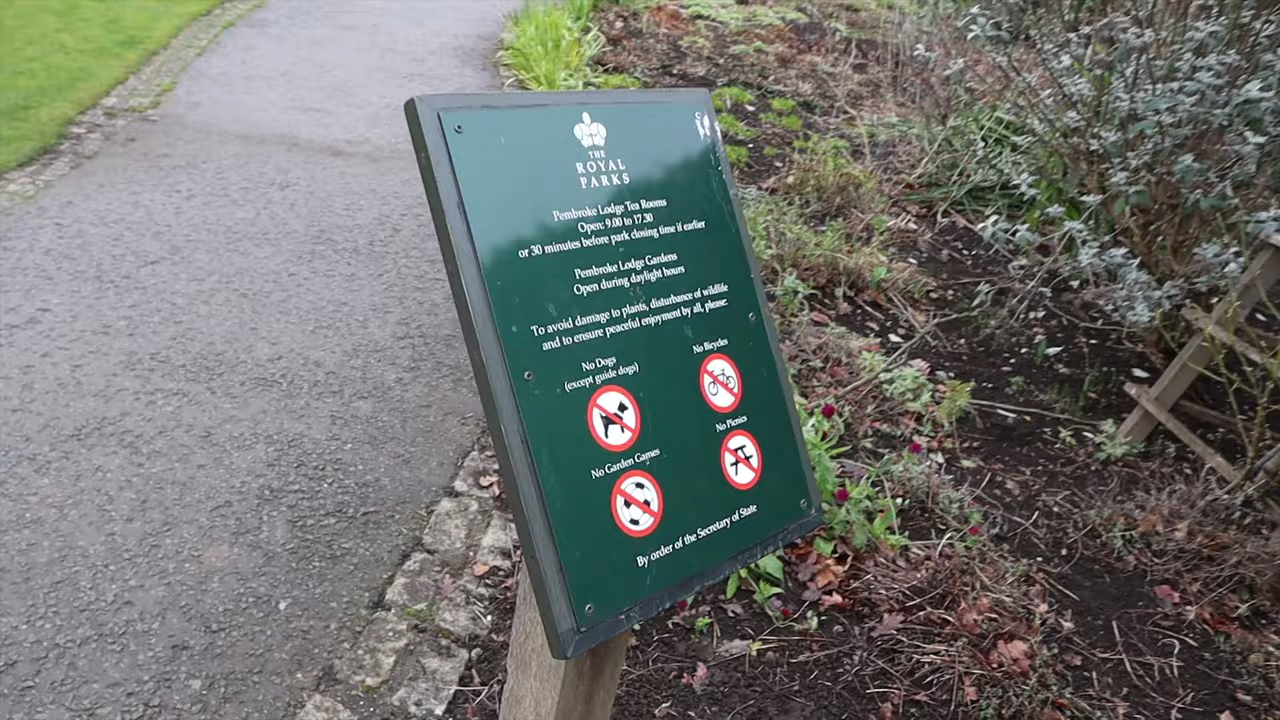 THE
ROYAL
PARKS
Pembroke Lodge Tea Rooms
Open: 9.00 to 17.30
or 30 minutes before park closing time if earlier
Pembroke Lodge Gardens
Open during daylight hours
To avoid damage to plants, disturbance of wildlife
and to ensure peaceful enjoyment by all, please:
No Dogs
(except guide dogs)
No Bicycles
No Garden Games
No Picnics
By order of the Secretary of State